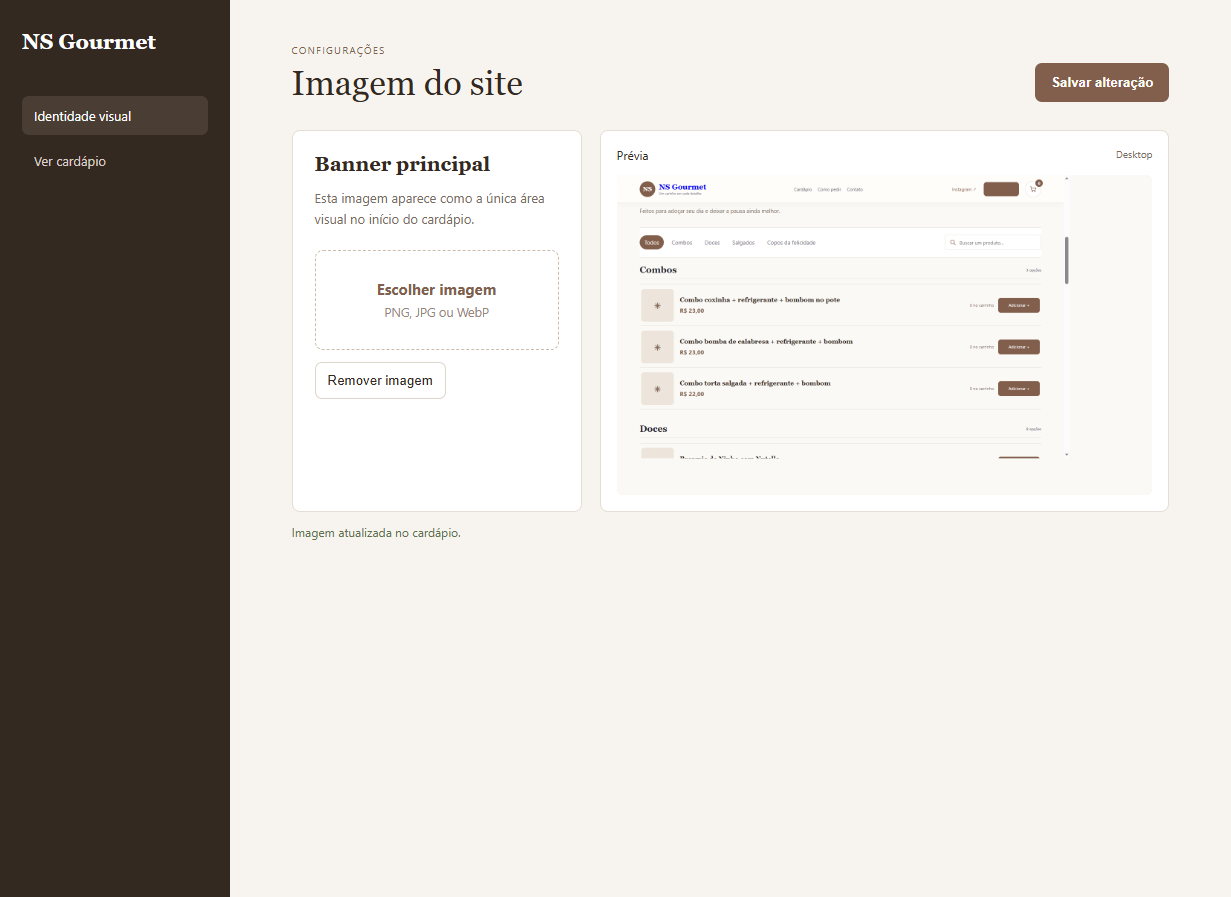 NS Gourmet
Identidade visual
Ver cardápio
CONFIGURAÇÕES
Imagem do site
Salvar alteração
Banner principal
Esta imagem aparece como a única área
visual no início do cardápio.
Escolher imagem
PNG, JPG ou WebP
Remover imagem
Prévia
Desktop
NS
NS Gourmet
Cardápio Como pedir Contato
Instagram
Feitos para adoçar seu dia e deixar a pausa ainda melhor.
Todos Combos Doces Salgados Copos da felicidade
Buscar um produto...
Combos
Combo coxinha + refrigerante + bombom no pote
R$ 23,00
Adicionar +
Combo bomba de calabresa + refrigerante + bombom
R$ 23,00
Adicionar +
Combo torta salgada + refrigerante + bombom
R$ 22,00
Adicionar +
Doces
Imagem atualizada no cardápio.